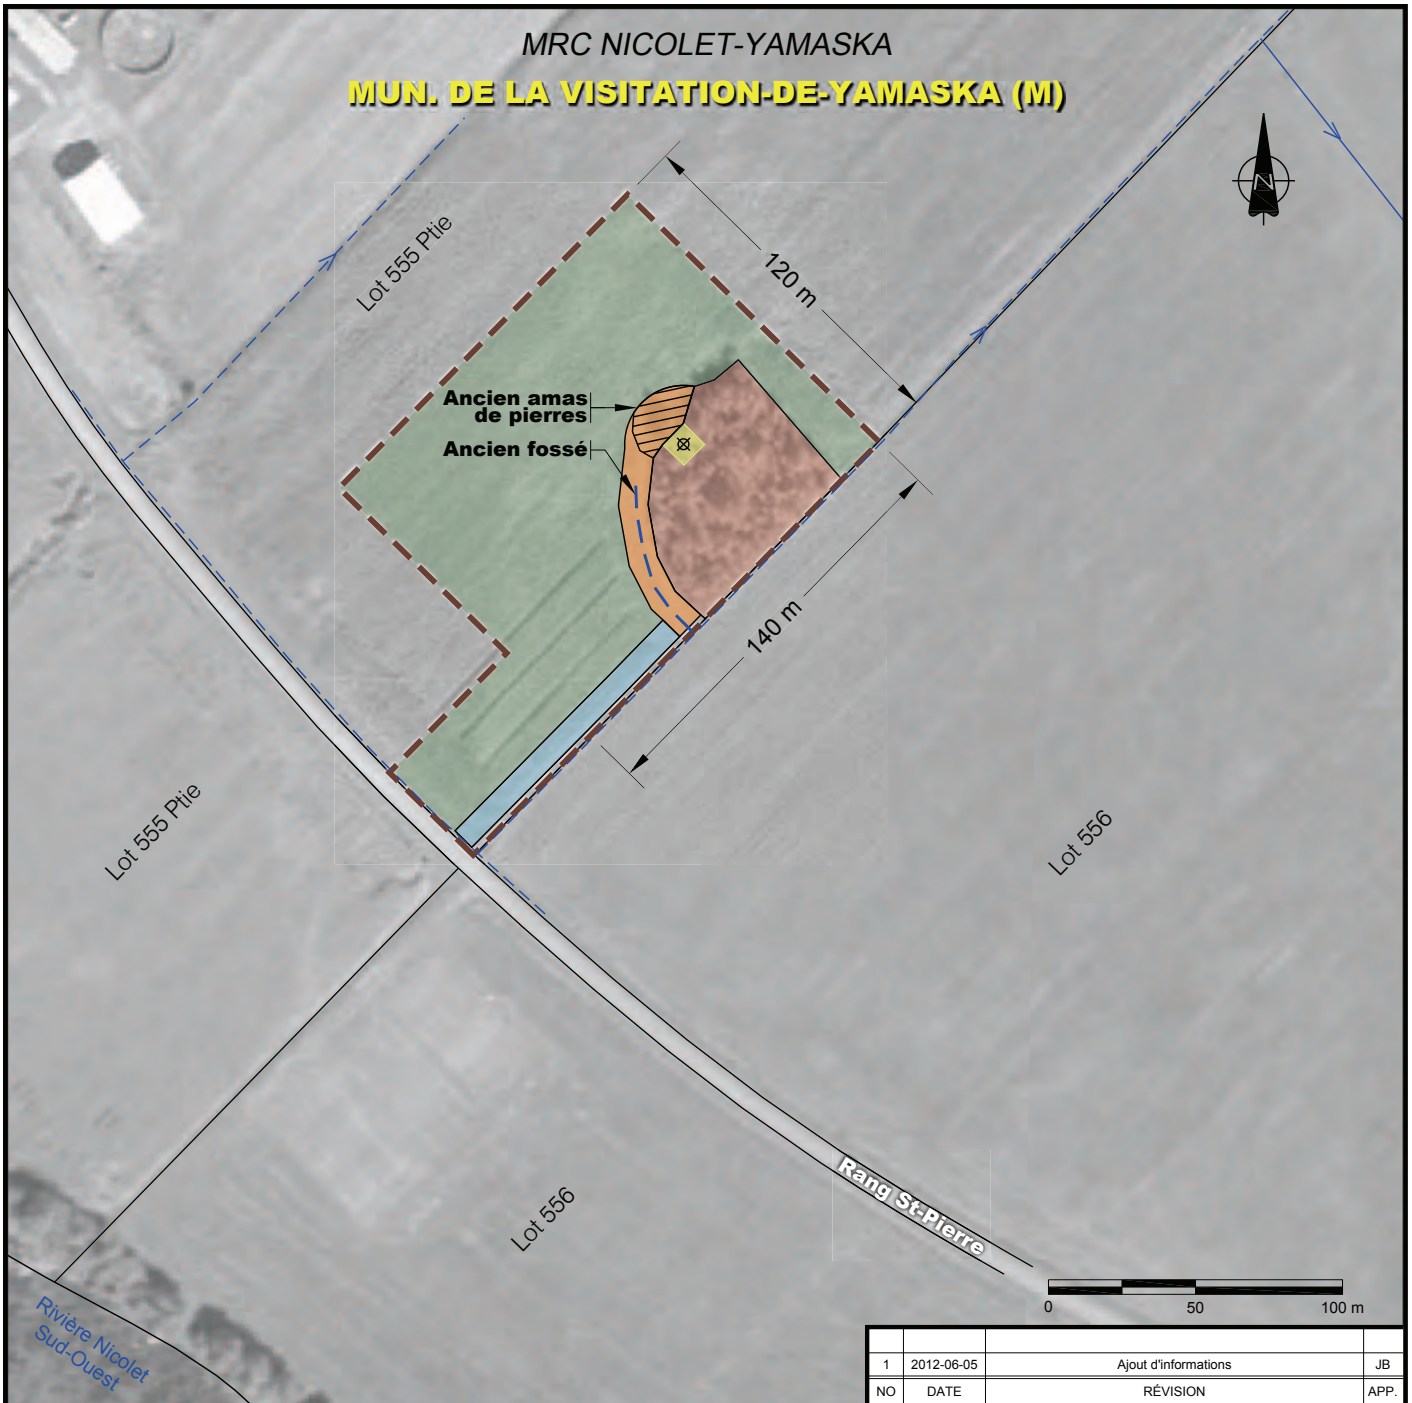 MRC NICOLET-YAMASKA
MUN. DE LA VISITATION-DE-YAMASKA (M)
N
Lot 555 Ptie
120 m
Ancien amas
de pierres
Ancien fossé
140 m
Lot 555 Ptie
Lot 556
Lot 556
Rang St-Pierre
Rivière Nicolet
Sud-Ouest
0 50 100 m
1 2012-06-05 Ajout d'informations JB
NO DATE RÉVISION APP.